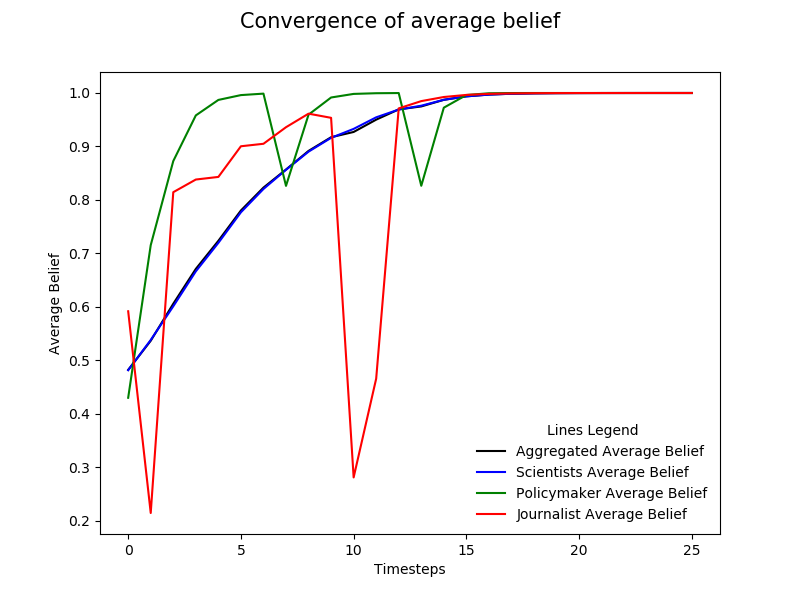 Convergence of average belief
1.0
0.9
0.8
0.7
0.6
0.5
0.4
0.3
0.2
Average Belief
Lines Legend
Aggregated Average Belief
Scientists Average Belief
Policymaker Average Belief
Journalist Average Belief
0 5 10 15 20 25
Timesteps